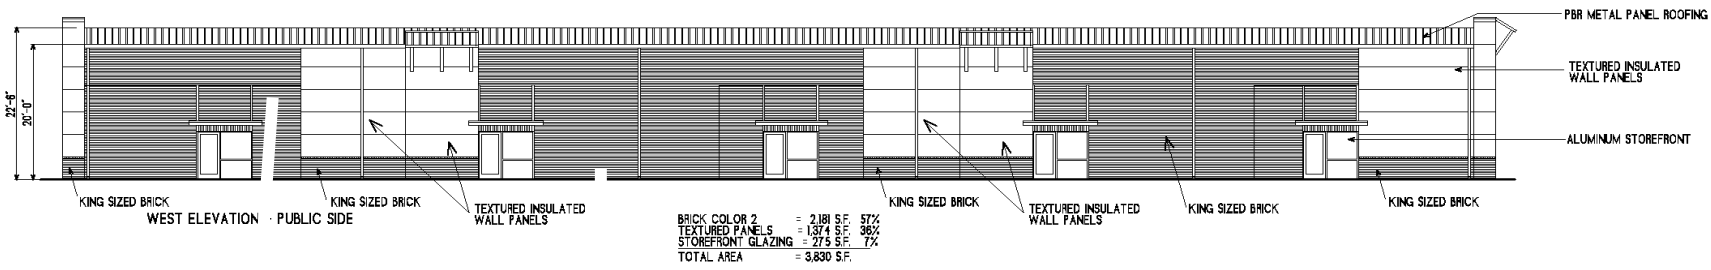 PBR METAL PANEL ROOFING
TEXTURED INSULATED
WALL PANELS
22'-6"
20'-0"
ALUMINUM STOREFRONT
KING SIZED BRICK
KING SIZED BRICK
TEXTURED INSULATED
WALL PANELS
KING SIZED BRICK
TEXTURED INSULATED
WALL PANELS
KING SIZED BRICK
KING SIZED BRICK
WEST ELEVATION - PUBLIC SIDE
BRICK COLOR 2 = 2,181 S.F. 57%
TEXTURED PANELS = 1,374 S.F. 36%
STOREFRONT GLAZING = 275 S.F. 7%
TOTAL AREA = 3,830 S.F.